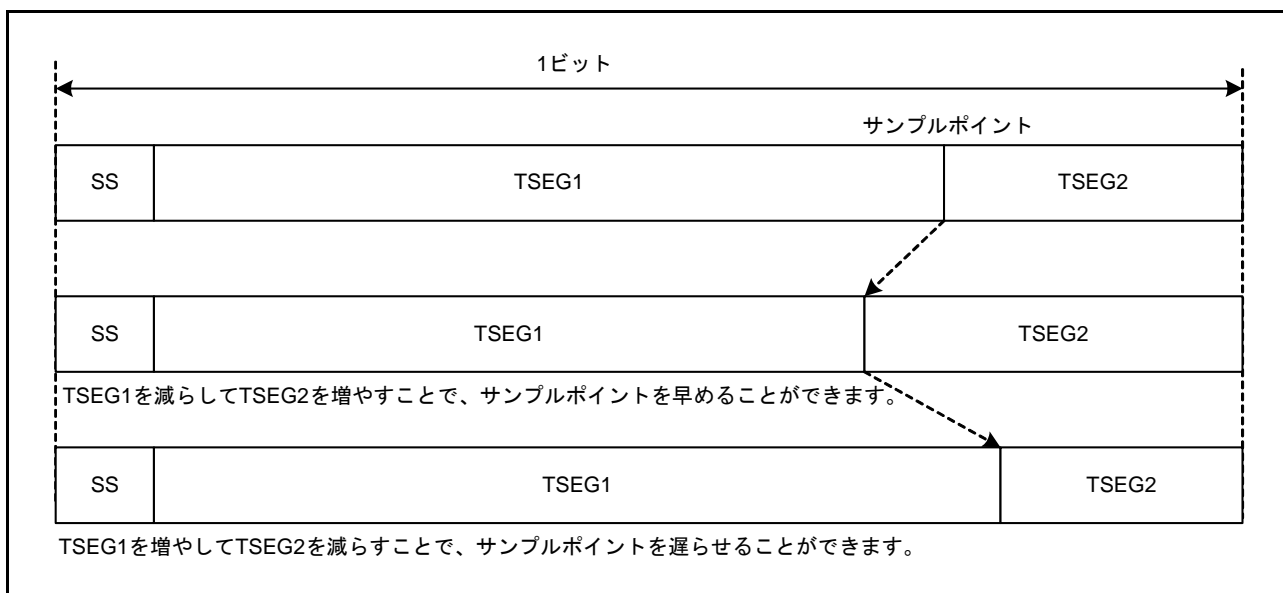 1ビット
サンプルポイント
SS TSEG1 TSEG2
SS TSEG1 TSEG2
TSEG1を減らしてTSEG2を増やすことで、サンプルポイントを早めることができます。
SS TSEG1 TSEG2
TSEG1を増やしてTSEG2を減らすことで、サンプルポイントを遅らせることができます。